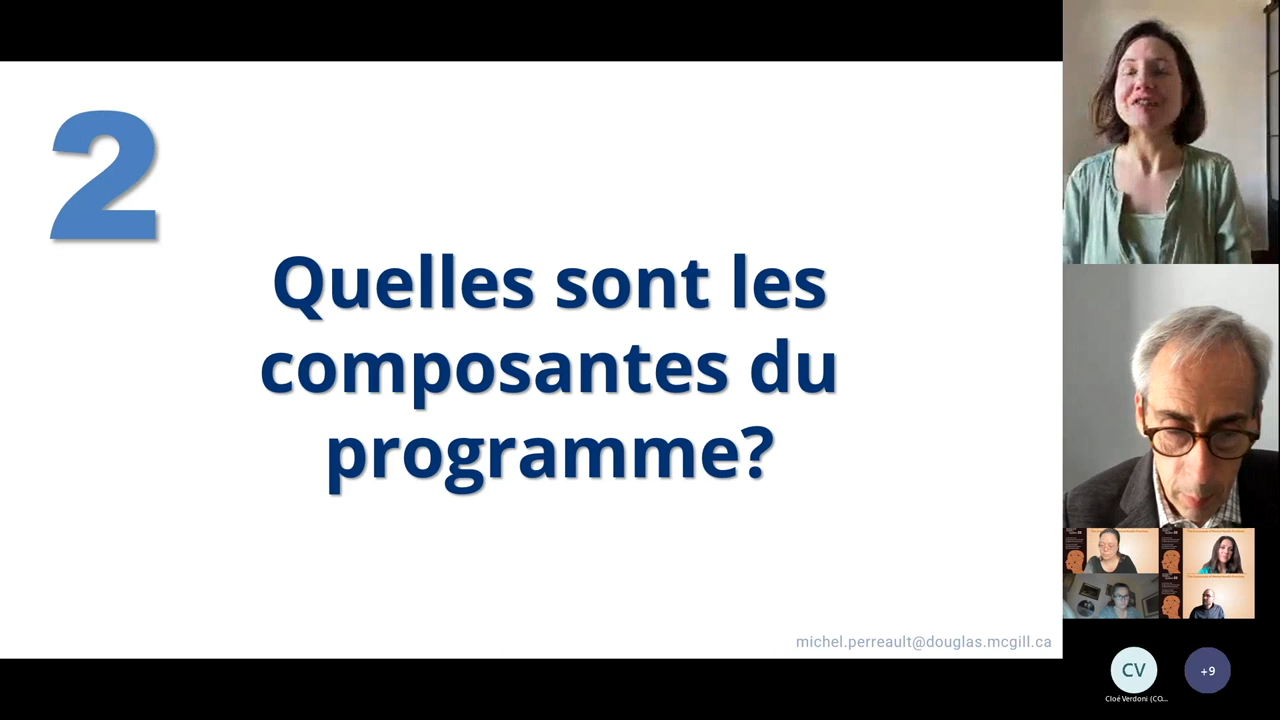 2
Quelles sont les
composantes du
programme?
michel.perreault@douglas.mcgill.ca
CV
+9
Cloé Verdoni (CO...